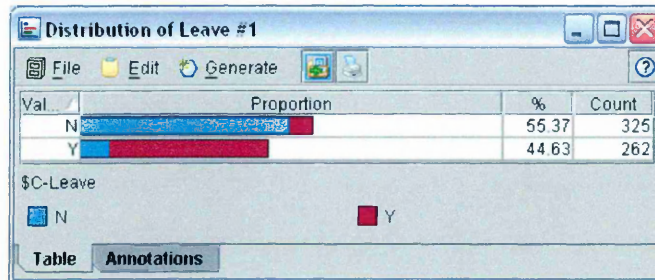 Distribution of Leave #1
File Edit Generate
Val... Proportion % Count
N 55.37 325
Y 44.63 262
$C-Leave
N Y
Table Annotations